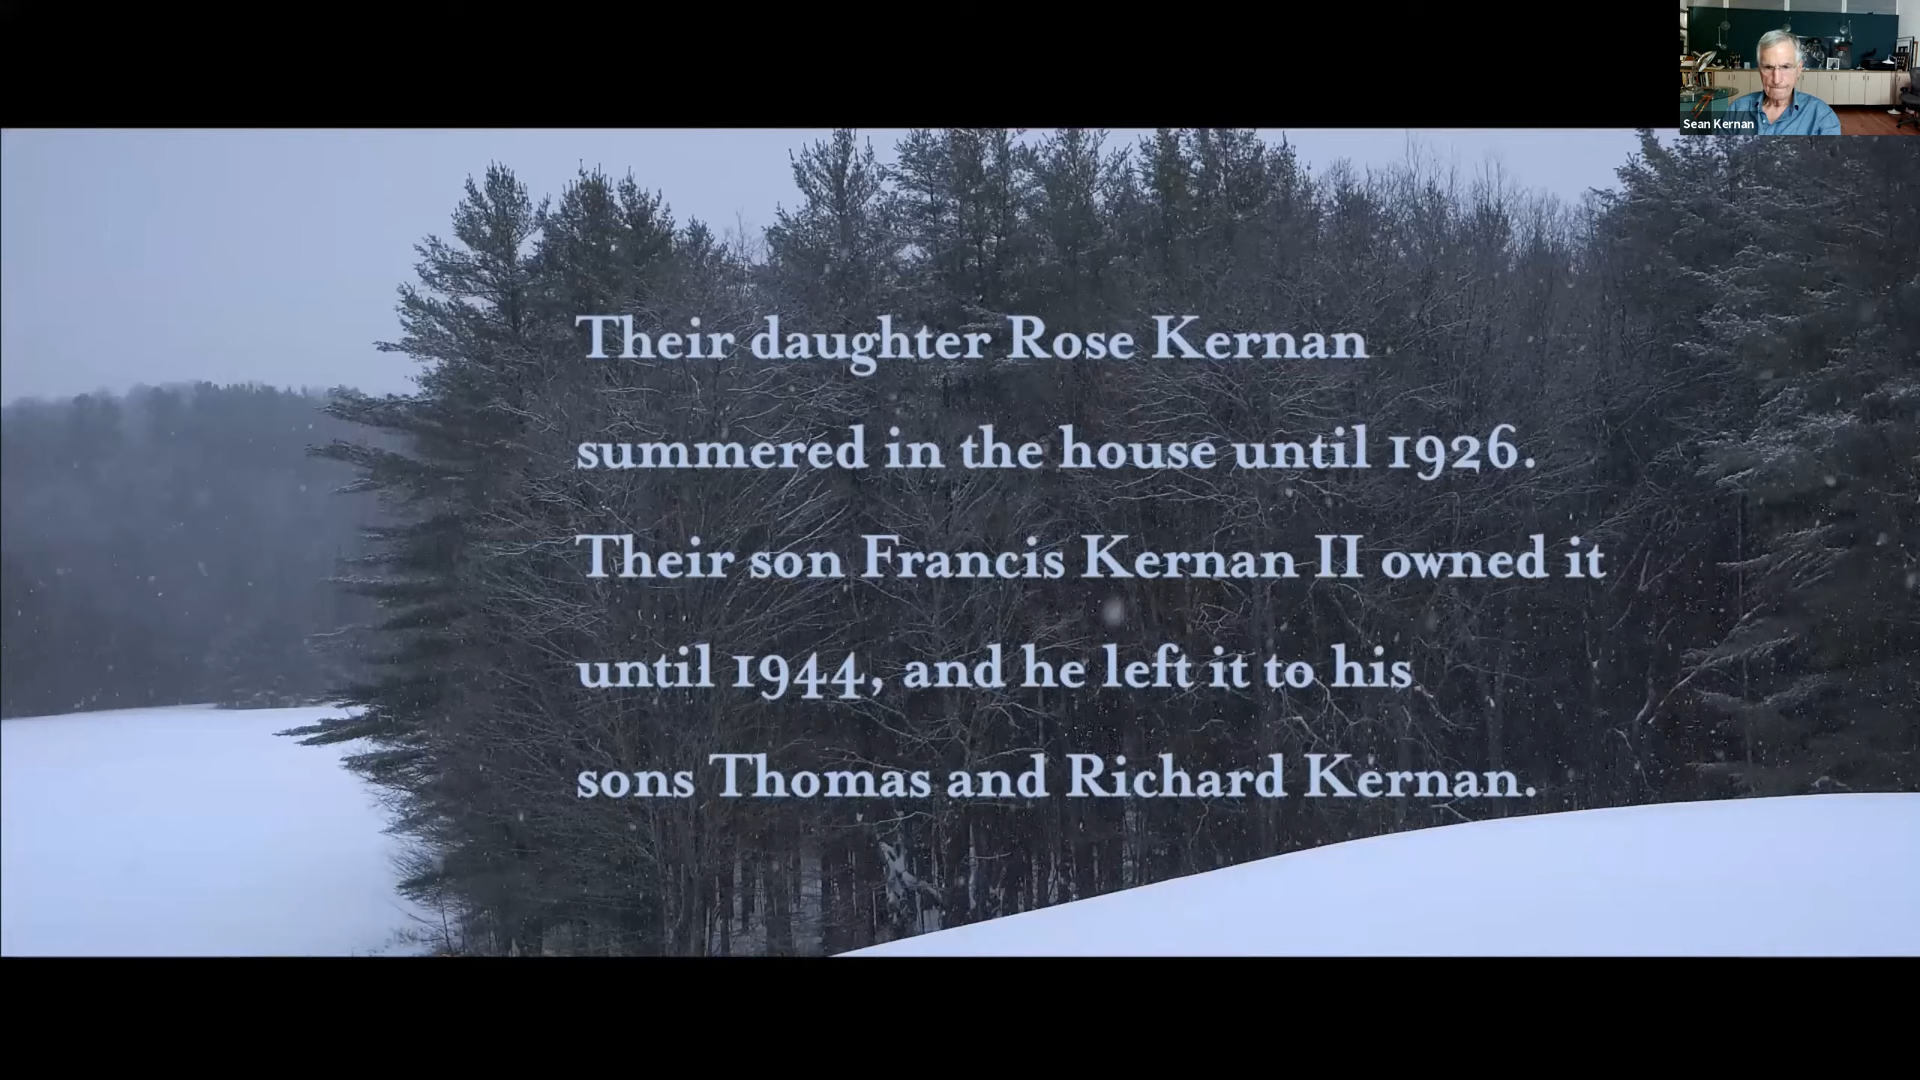 Sean Kernan
Their daughter Rose Kernan
summered in the house until 1926.
Their son Francis Kernan II owned it
until 1944, and he left it to his
sons Thomas and Richard Kernan.